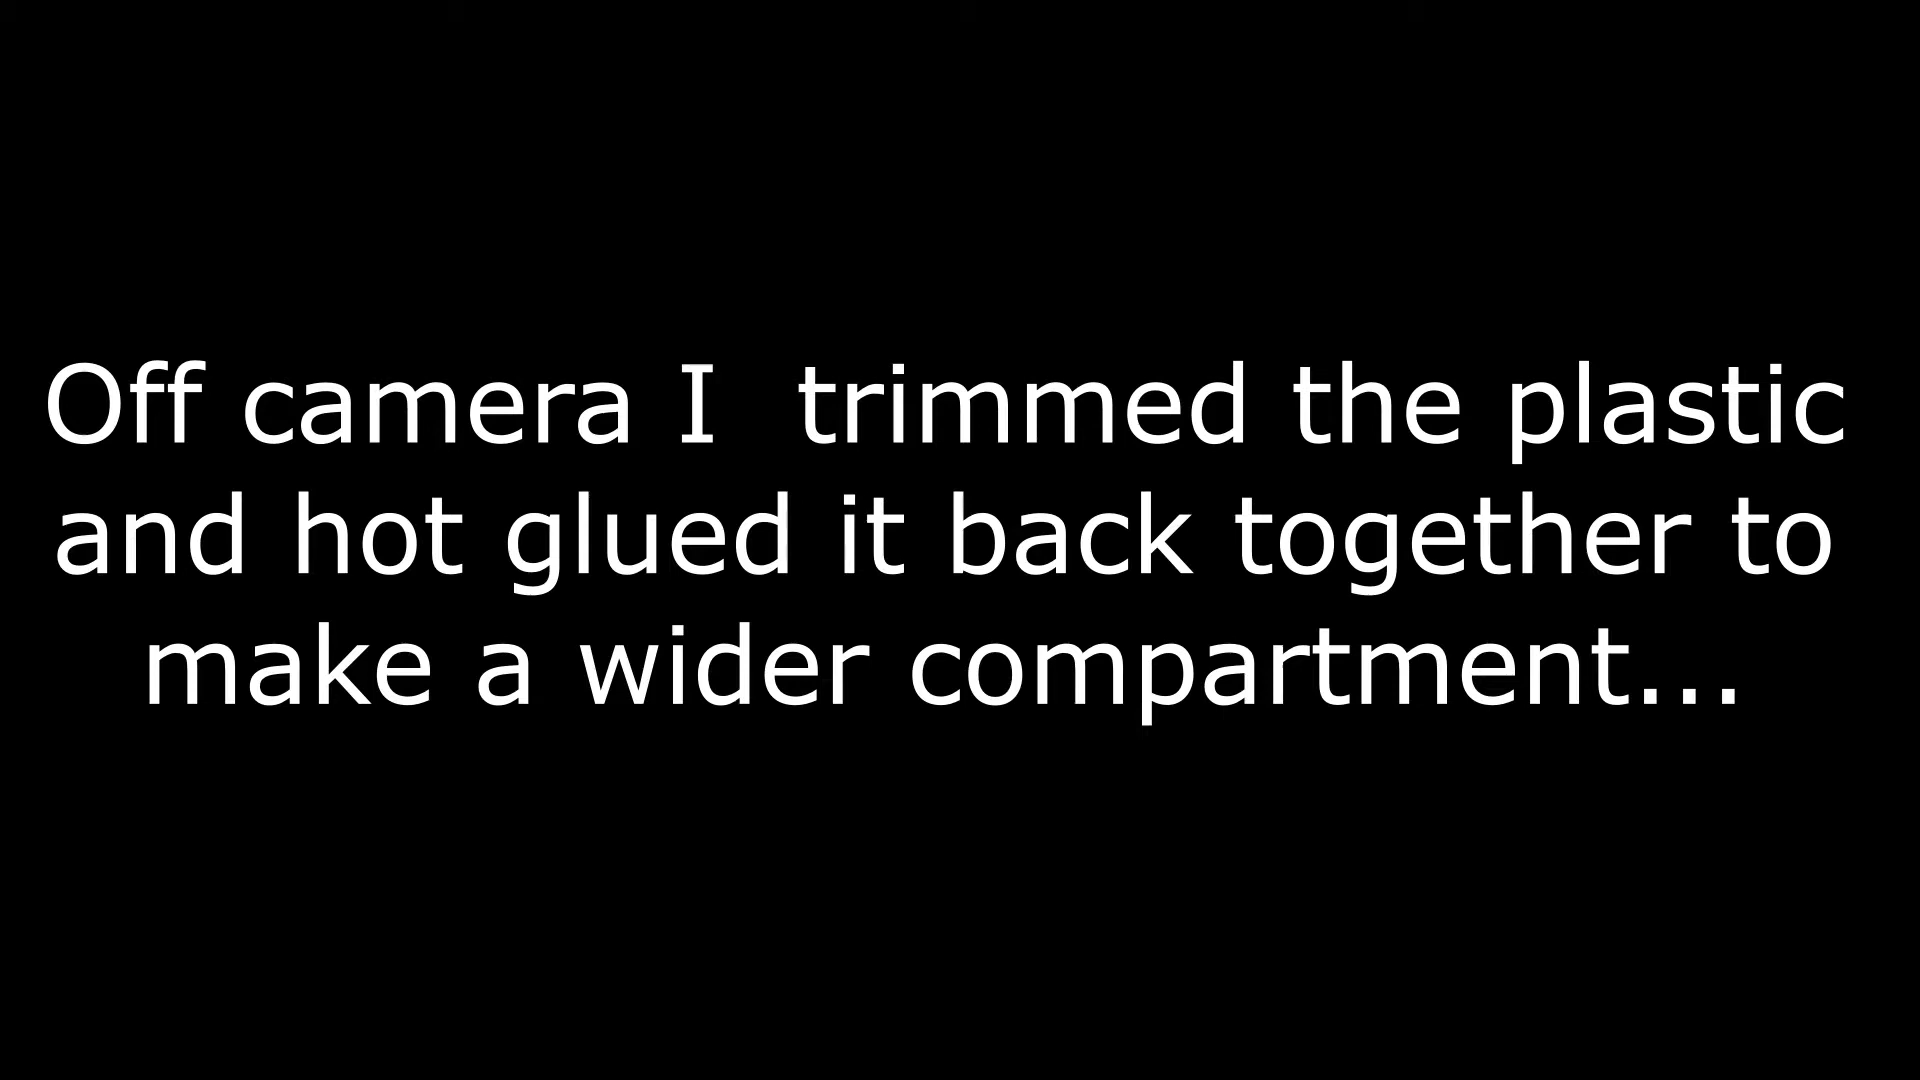 Off camera I  trimmed the plastic
and hot glued it back together to
make a wider compartment...